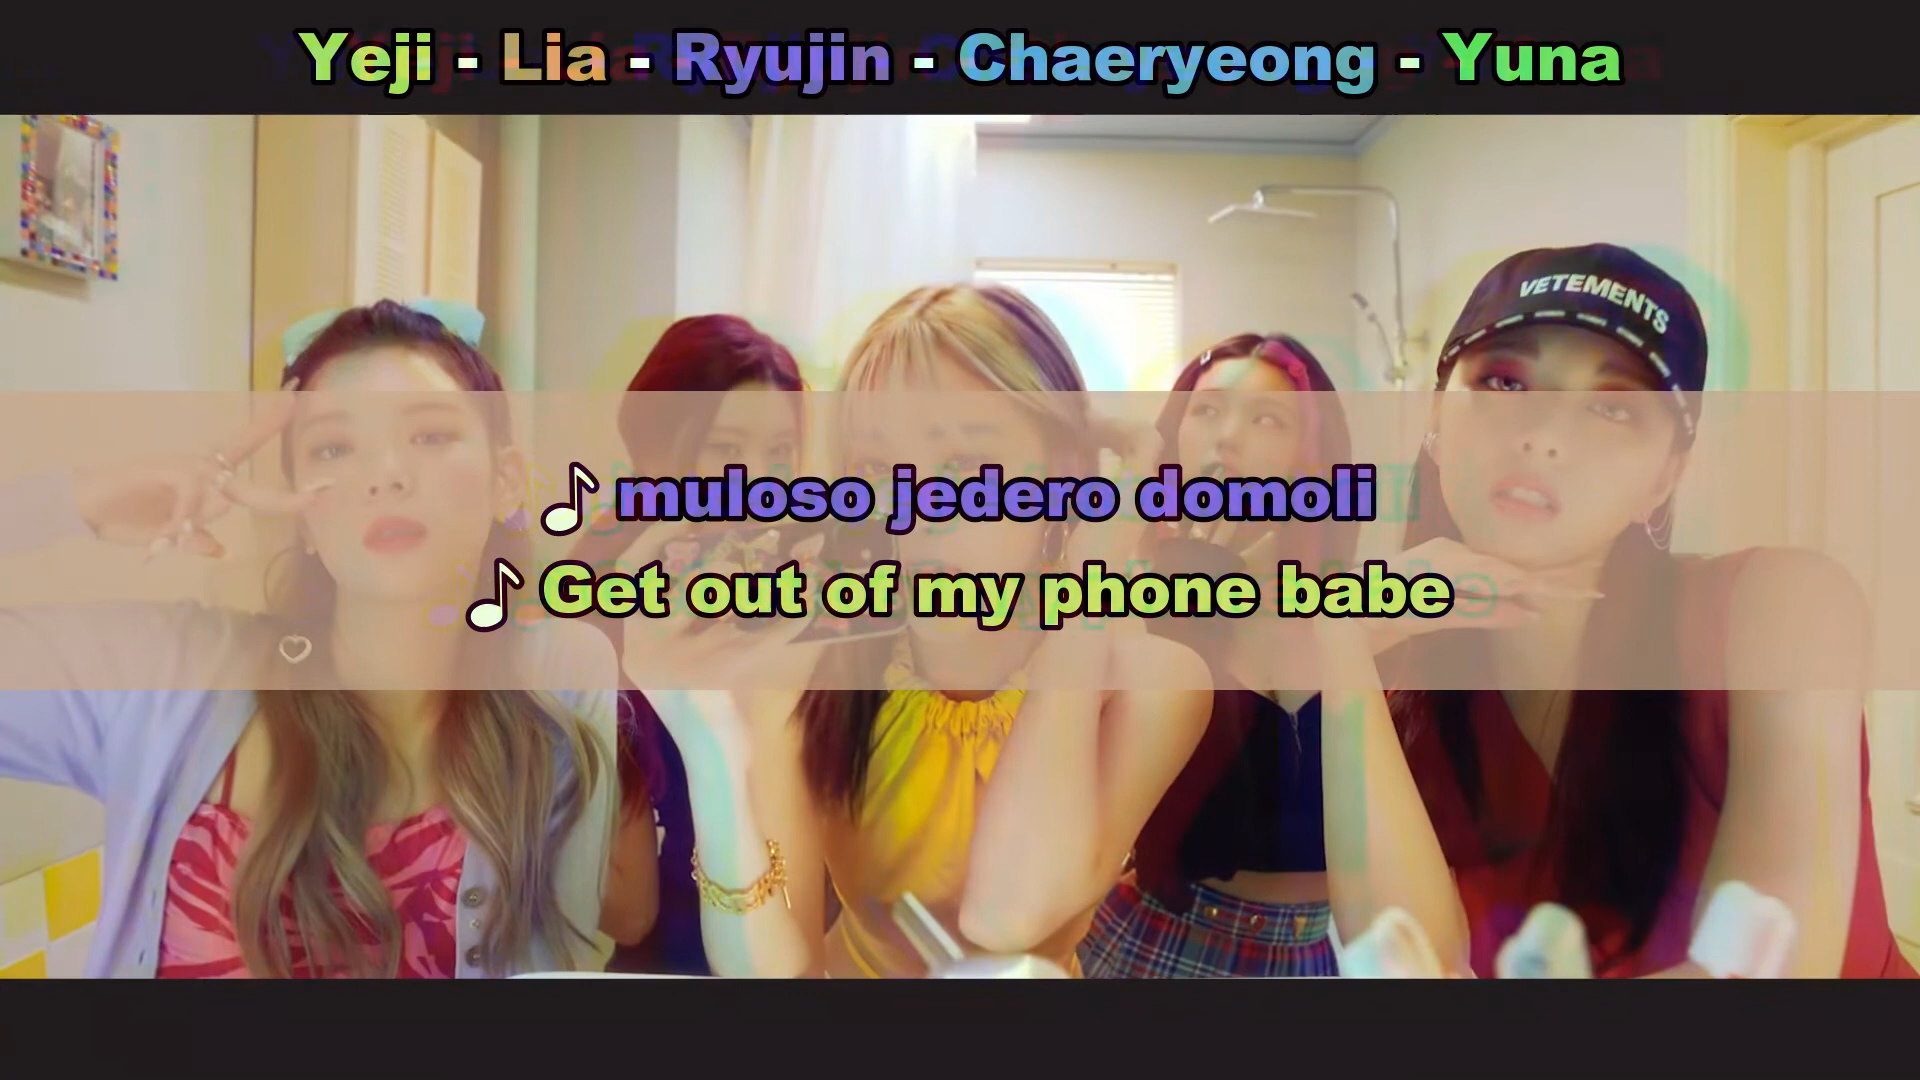 Yeji - Lia - Ryujin - Chaeryeong - Yuna
VETEMENTS
♪ muloso jedero domoli
♪ Get out of my phone babe